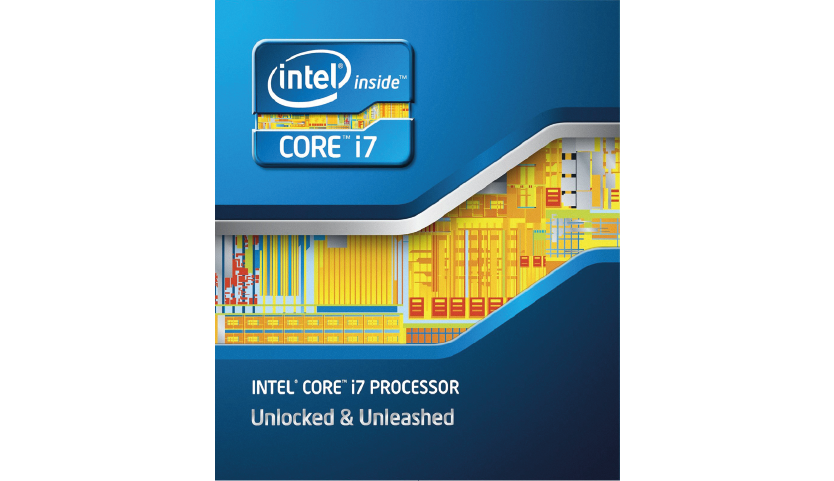 intel® inside™
CORE™ i7
INTEL® CORE™ i7 PROCESSOR
Unlocked & Unleashed